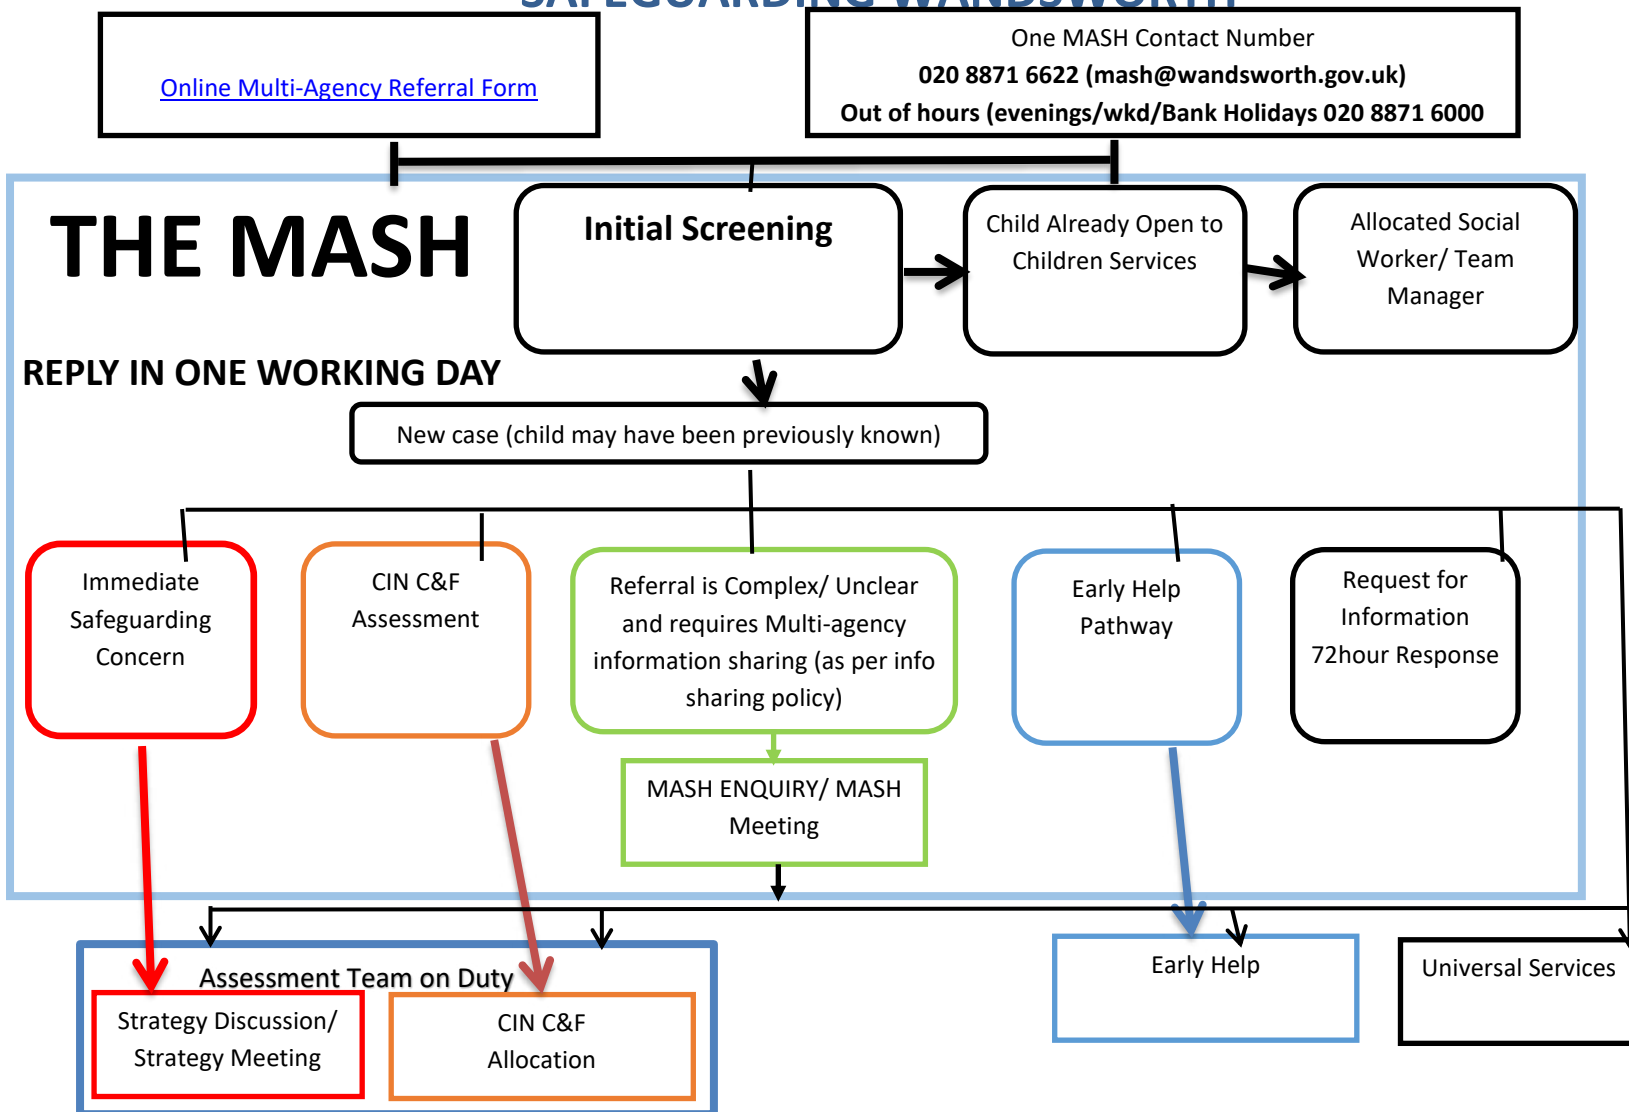 SAFEGUARDING WANDSWORTH
Online Multi-Agency Referral Form
One MASH Contact Number
020 8871 6622 (mash@wandsworth.gov.uk)
Out of hours (evenings/wkd/Bank Holidays 020 8871 6000
THE MASH
Initial Screening
Child Already Open to
Children Services
Allocated Social
Worker/ Team
Manager
REPLY IN ONE WORKING DAY
New case (child may have been previously known)
Immediate
Safeguarding
Concern
CIN C&F
Assessment
Referral is Complex/ Unclear
and requires Multi-agency
information sharing (as per info
sharing policy)
Early Help
Pathway
Request for
Information
72hour Response
MASH ENQUIRY/ MASH
Meeting
Assessment Team on Duty
Strategy Discussion/
Strategy Meeting
CIN C&F
Allocation
Early Help
Universal Services